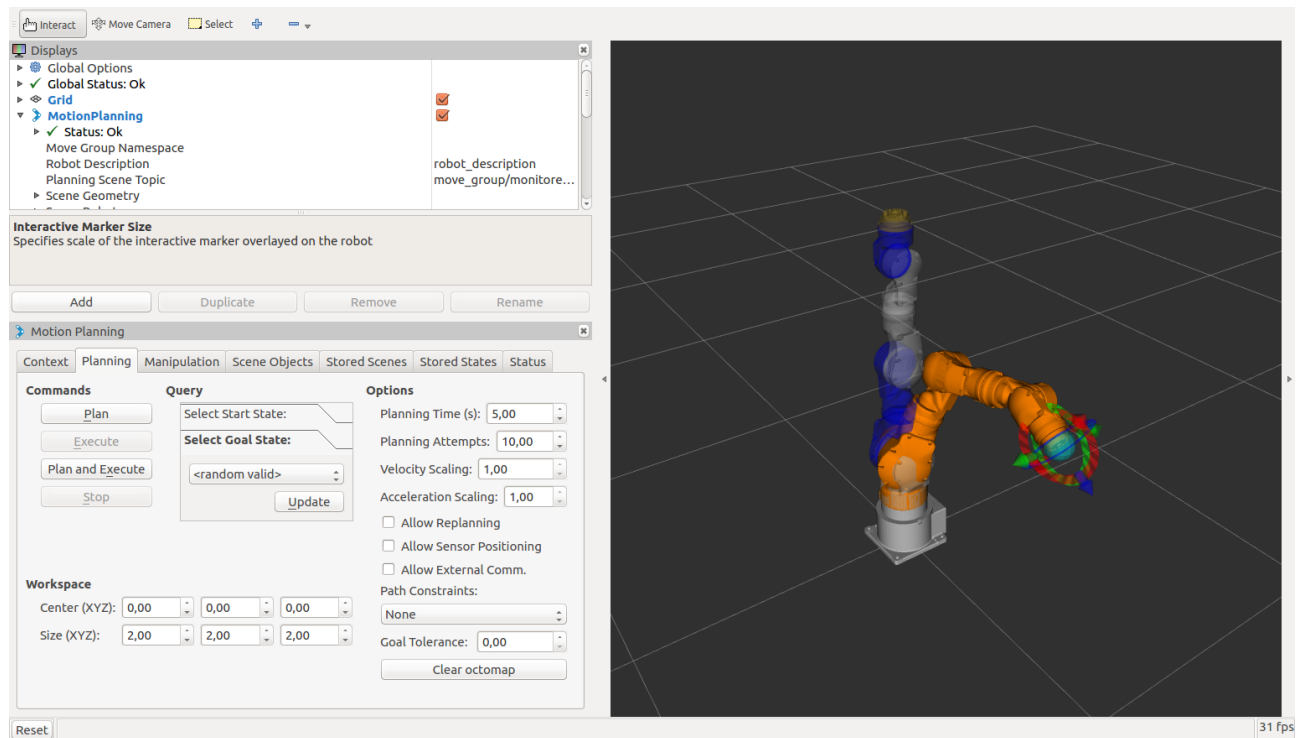 Interact Move Camera Select
Displays
Global Options
Global Status: Ok
Grid
MotionPlanning
Status: Ok
Move Group Namespace
Robot Description robot_description
Planning Scene Topic move_group/monitore...
Scene Geometry
Interactive Marker Size
Specifies scale of the interactive marker overlayed on the robot
Add Duplicate Remove Rename
Motion Planning
Context Planning Manipulation Scene Objects Stored Scenes Stored States Status
Commands Query Options
Plan Select Start State: Planning Time (s): 5,00
Execute Select Goal State: Planning Attempts: 10,00
Plan and Execute <random valid> Velocity Scaling: 1,00
Stop Update Acceleration Scaling: 1,00
Allow Replanning
Allow Sensor Positioning
Allow External Comm.
Workspace Path Constraints:
Center (XYZ): 0,00 0,00 0,00 None
Size (XYZ): 2,00 2,00 2,00 Goal Tolerance: 0,00
Clear octomap
Reset 31 fps